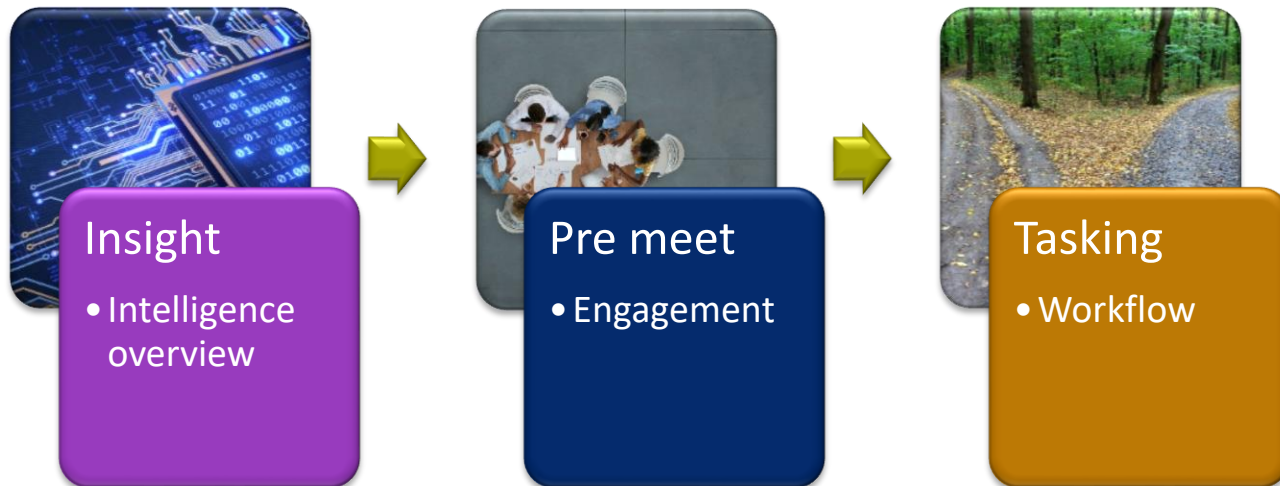 Insight
• Intelligence
overview
Pre meet
• Engagement
Tasking
• Workflow